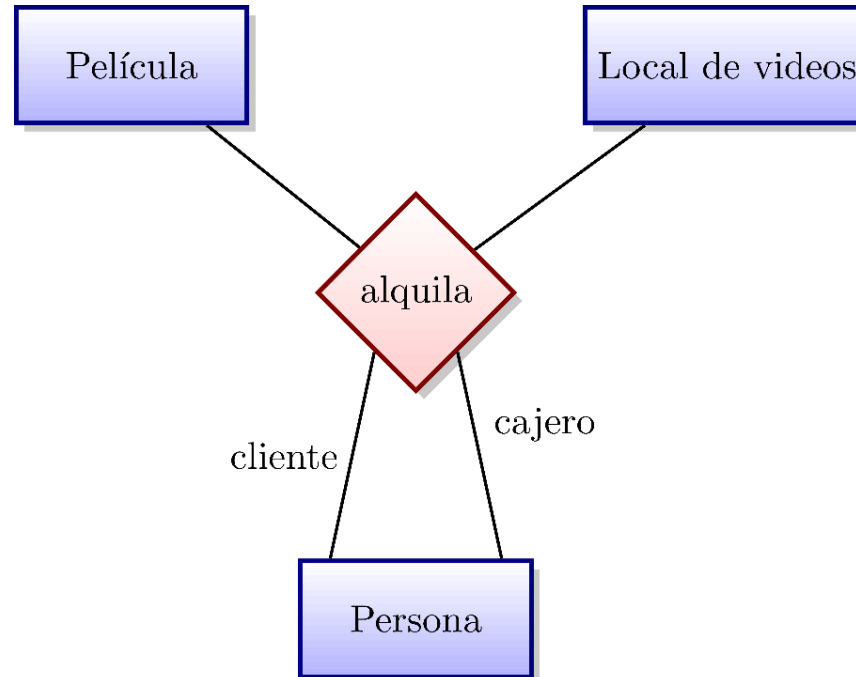 Película
Local de videos
alquila
cajero
cliente
Persona